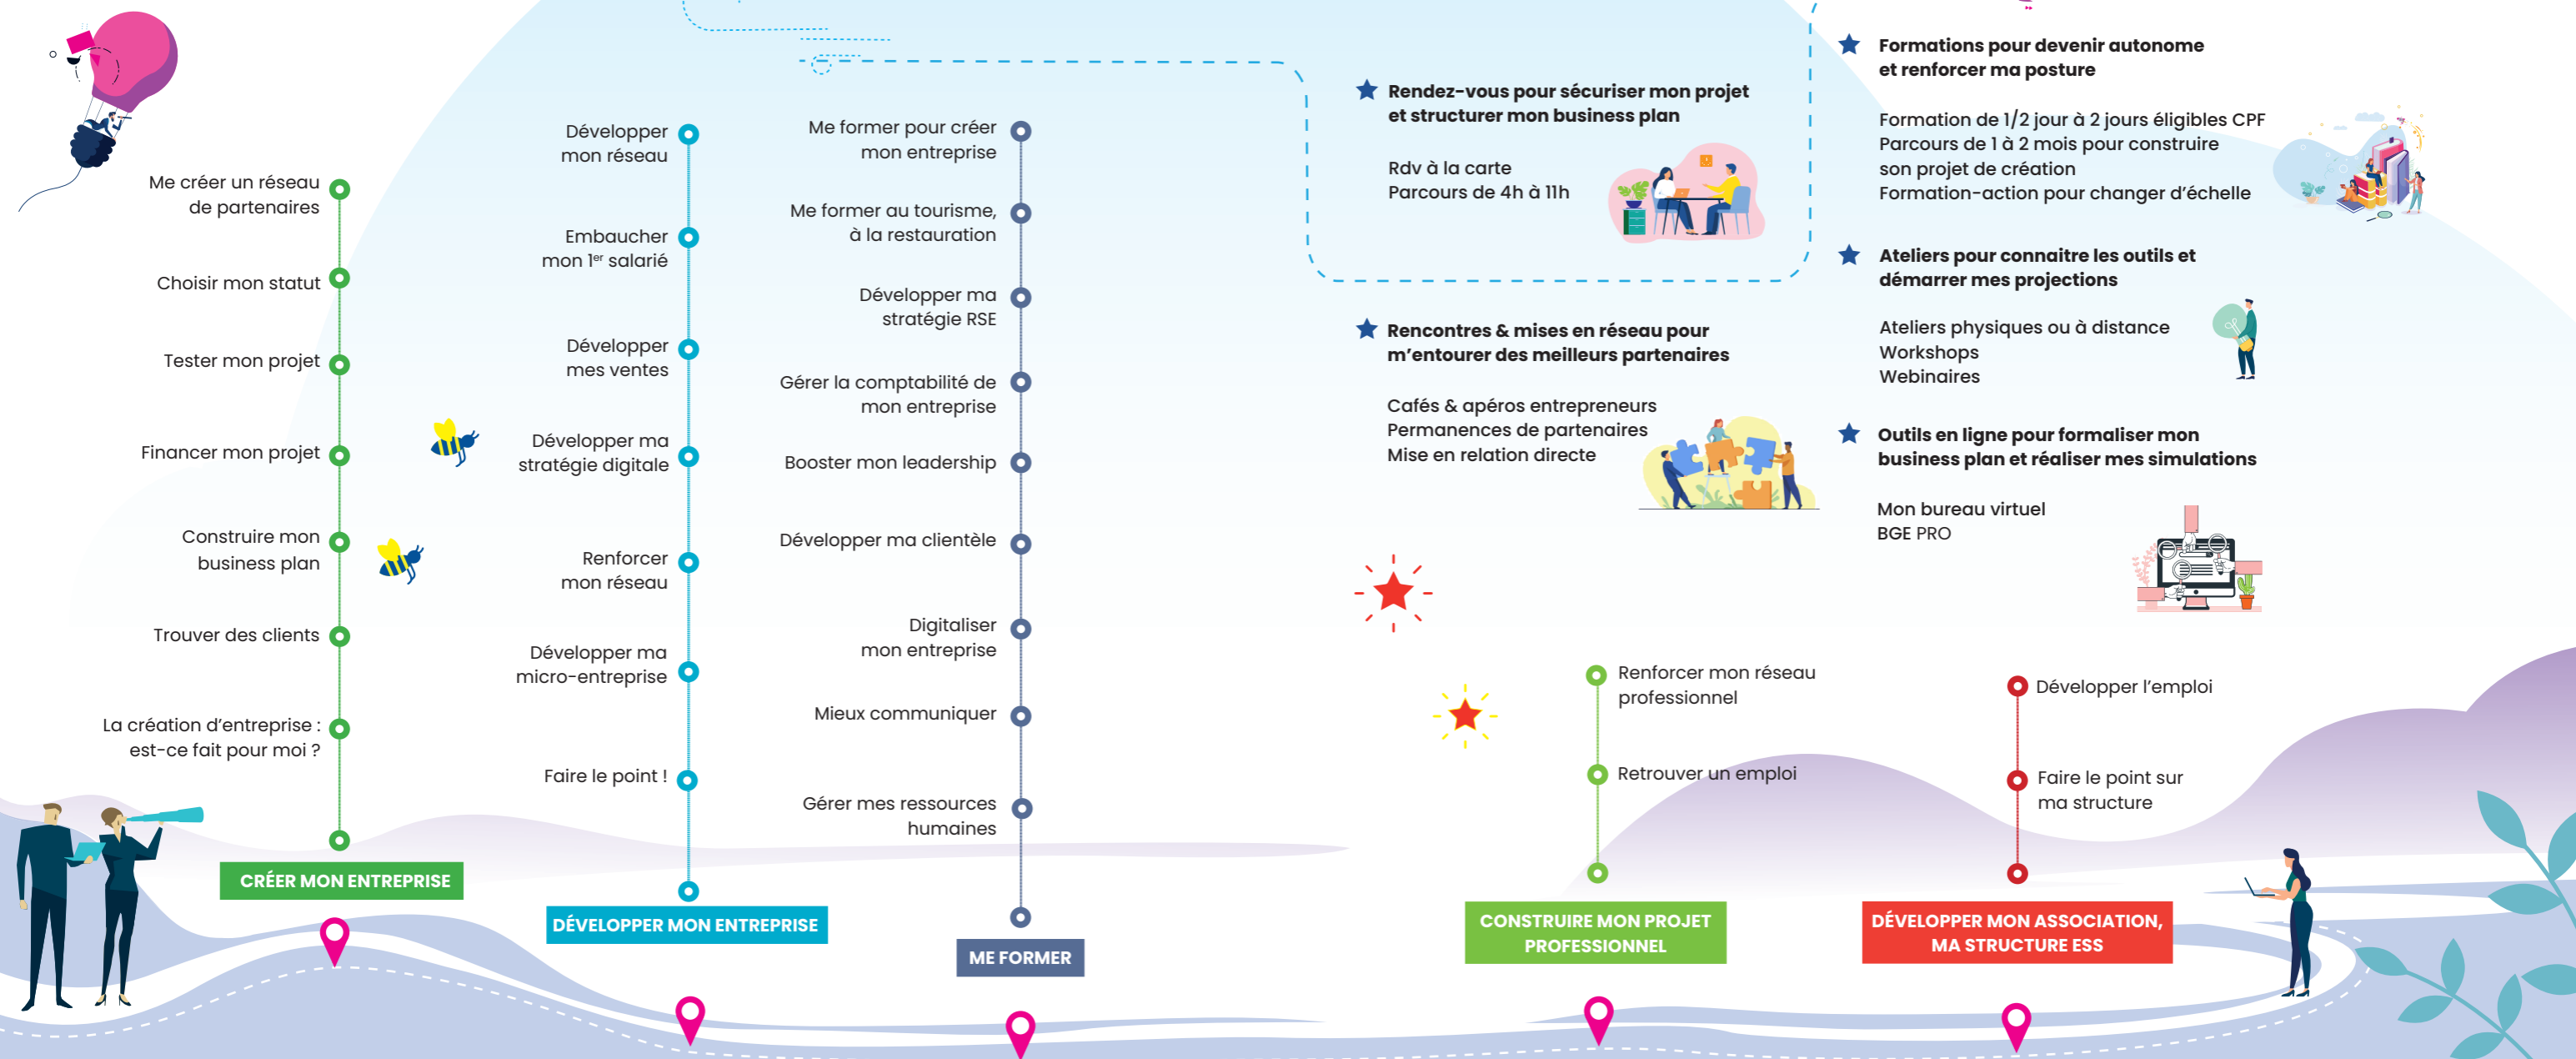 Me créer un réseau
de partenaires
Choisir mon statut
Tester mon projet
Financer mon projet
Construire mon
business plan
Trouver des clients
La création d’entreprise :
est-ce fait pour moi ?
CRÉER MON ENTREPRISE
Développer
mon réseau
Embaucher
mon 1er salarié
Développer
mes ventes
Développer ma
stratégie digitale
Renforcer
mon réseau
Développer ma
micro-entreprise
Faire le point !
DÉVELOPPER MON ENTREPRISE
Me former pour créer
mon entreprise
Me former au tourisme,
à la restauration
Développer ma
stratégie RSE
Gérer la comptabilité de
mon entreprise
Booster mon leadership
Développer ma clientèle
Digitaliser
mon entreprise
Mieux communiquer
Gérer mes ressources
humaines
ME FORMER
Rendez-vous pour sécuriser mon projet
et structurer mon business plan
Rdv à la carte
Parcours de 4h à 11h
Rencontres & mises en réseau pour
m’entourer des meilleurs partenaires
Cafés & apéros entrepreneurs
Permanences de partenaires
Mise en relation directe
Formations pour devenir autonome
et renforcer ma posture
Formation de 1/2 jour à 2 jours éligibles CPF
Parcours de 1 à 2 mois pour construire
son projet de création
Formation-action pour changer d’échelle
Ateliers pour connaitre les outils et
démarrer mes projections
Ateliers physiques ou à distance
Workshops
Webinaires
Outils en ligne pour formaliser mon
business plan et réaliser mes simulations
Mon bureau virtuel
BGE PRO
Renforcer mon réseau
professionnel
Retrouver un emploi
CONSTRUIRE MON PROJET
PROFESSIONNEL
Développer l’emploi
Faire le point sur
ma structure
DÉVELOPPER MON ASSOCIATION,
MA STRUCTURE ESS